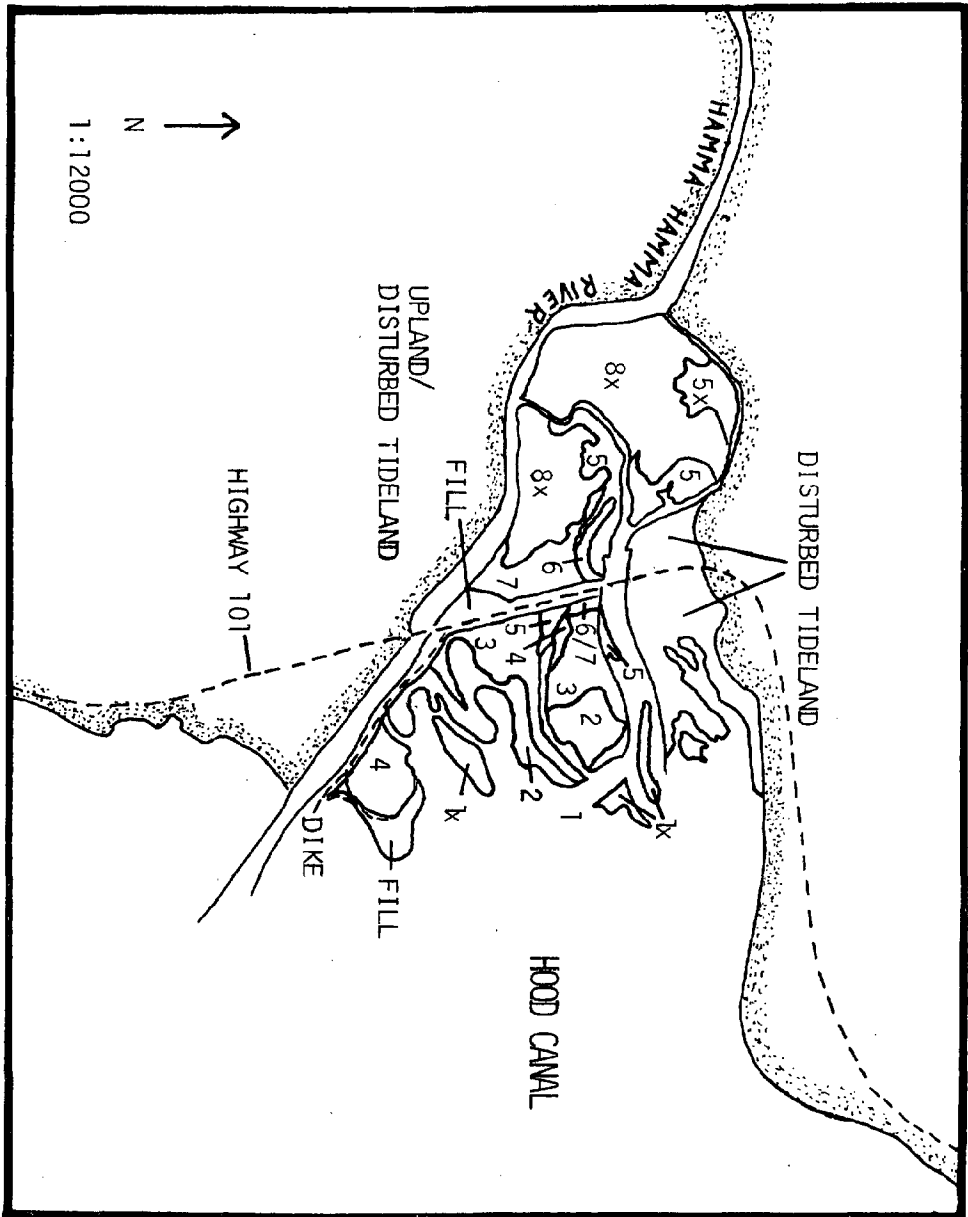 HAMMA HAMMA RIVER
N
1:12000
UPLAND/
DISTURBED TIDELAND
HIGHWAY 101
FILL
DISTURBED TIDELAND
8x
5x
5
5
8x
6
7
6/7
5
5
4
3
3
2
2
1
1x
1x
4
DIKE
FILL
HOOD CANAL